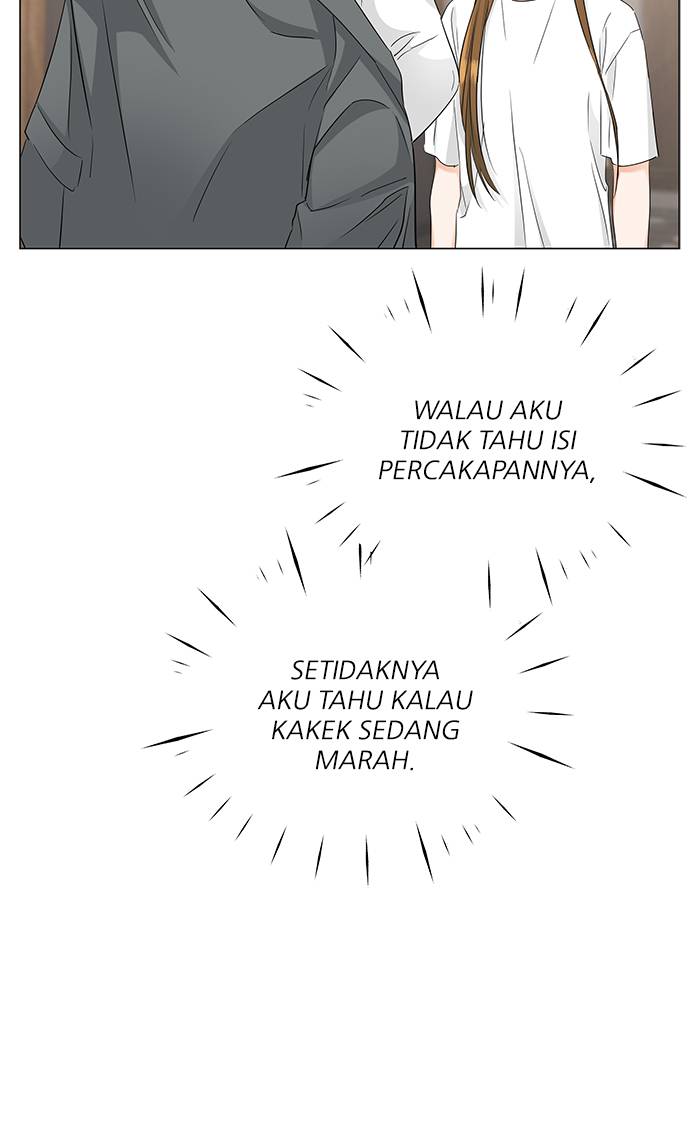 WALAU AKU
TIDAK TAHU ISI
PERCAKAPANNYA,
SETIDAKNYA
AKU TAHU KALAU
KAKEK SEDANG
MARAH.